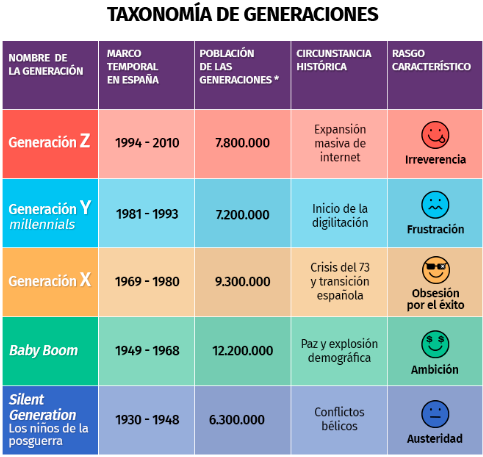 TAXONOMÍA DE GENERACIONES
NOMBRE DE
LA GENERACIÓN
MARCO
TEMPORAL
EN ESPAÑA
POBLACIÓN
DE LAS
GENERACIONES *
CIRCUNSTANCIA
HISTÓRICA
RASGO
CARACTERÍSTICO
Generación Z
1994 - 2010
7.800.000
Expansión
masiva de
internet
Irreverencia
Generación Y
millennials
1981 - 1993
7.200.000
Inicio de la
digilitación
Frustración
Generación X
1969 - 1980
9.300.000
Crisis del 73
y transición
española
Obsesión
por el éxito
Baby Boom
1949 - 1968
12.200.000
Paz y explosión
demográfica
$ $
Ambición
Silent
Generation
Los niños de la
posguerra
1930 - 1948
6.300.000
Conflictos
bélicos
Austeridad